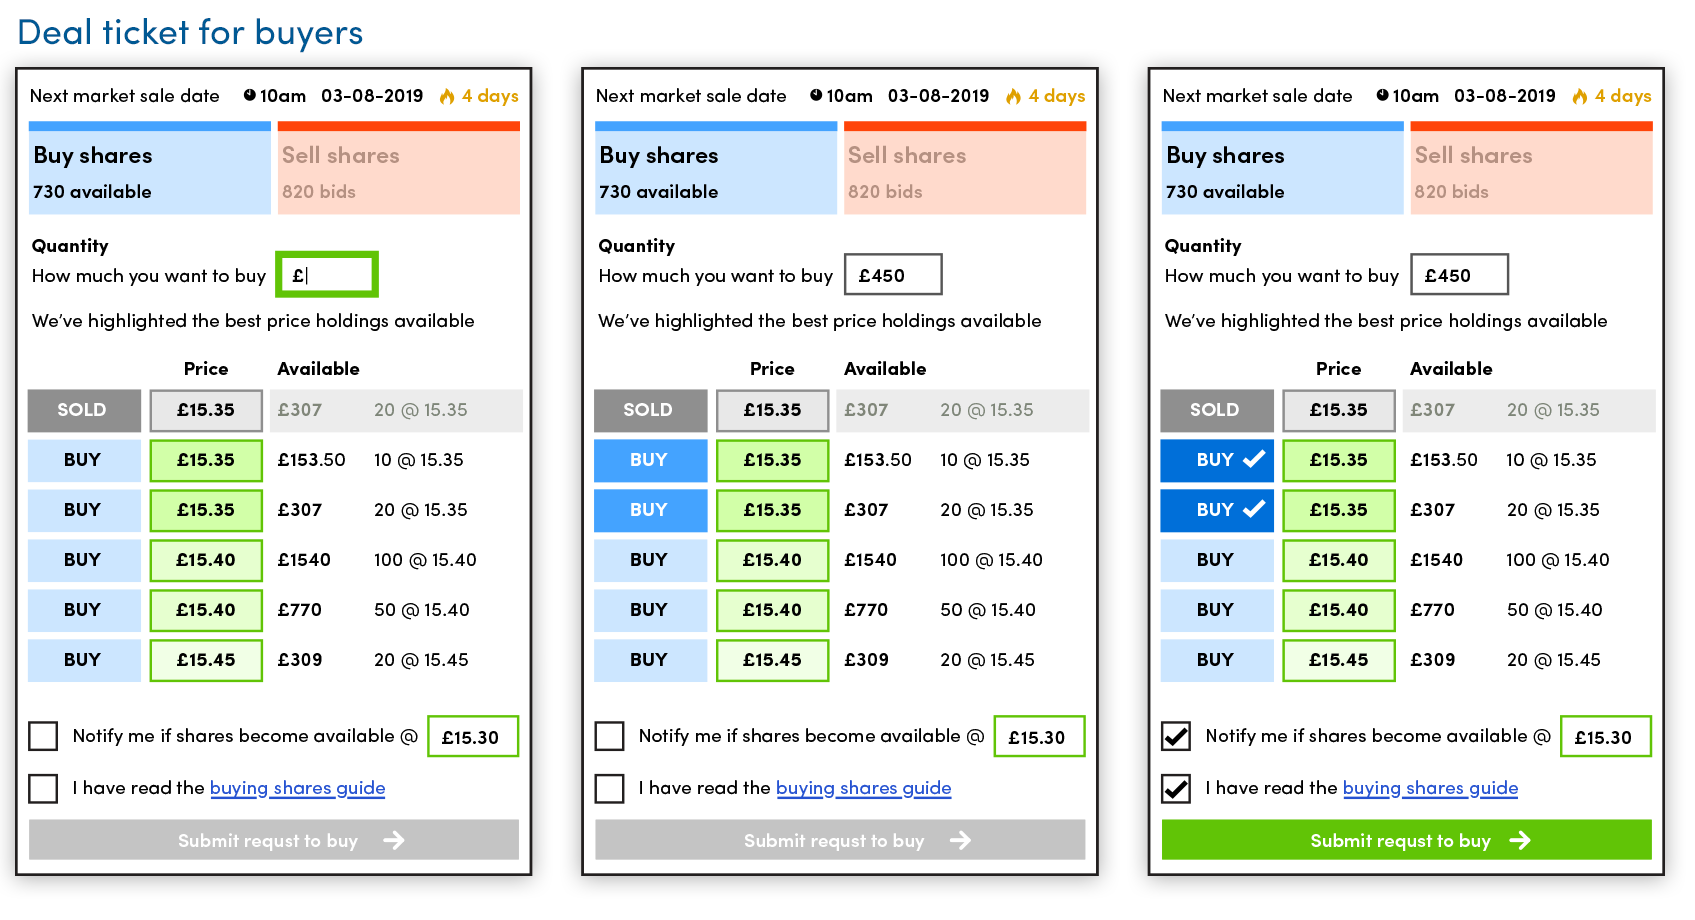 Deal ticket for buyers
Next market sale date 10am 03-08-2019 4 days
Buy shares Sell shares
730 available 820 bids
Quantity
How much you want to buy £
We've highlighted the best price holdings available
Price Available
SOLD £15.35 £307 20 @ 15.35
BUY £15.35 £153.50 10 @ 15.35
BUY £15.35 £307 20 @ 15.35
BUY £15.40 £1540 100 @ 15.40
BUY £15.40 £770 50 @ 15.40
BUY £15.45 £309 20 @ 15.45
Notify me if shares become available @ £15.30
I have read the buying shares guide
Submit requst to buy
Next market sale date 10am 03-08-2019 4 days
Buy shares Sell shares
730 available 820 bids
Quantity
How much you want to buy £450
We've highlighted the best price holdings available
Price Available
SOLD £15.35 £307 20 @ 15.35
BUY £15.35 £153.50 10 @ 15.35
BUY £15.35 £307 20 @ 15.35
BUY £15.40 £1540 100 @ 15.40
BUY £15.40 £770 50 @ 15.40
BUY £15.45 £309 20 @ 15.45
Notify me if shares become available @ £15.30
I have read the buying shares guide
Submit requst to buy
Next market sale date 10am 03-08-2019 4 days
Buy shares Sell shares
730 available 820 bids
Quantity
How much you want to buy £450
We've highlighted the best price holdings available
Price Available
SOLD £15.35 £307 20 @ 15.35
BUY £15.35 £153.50 10 @ 15.35
BUY £15.35 £307 20 @ 15.35
BUY £15.40 £1540 100 @ 15.40
BUY £15.40 £770 50 @ 15.40
BUY £15.45 £309 20 @ 15.45
Notify me if shares become available @ £15.30
I have read the buying shares guide
Submit requst to buy